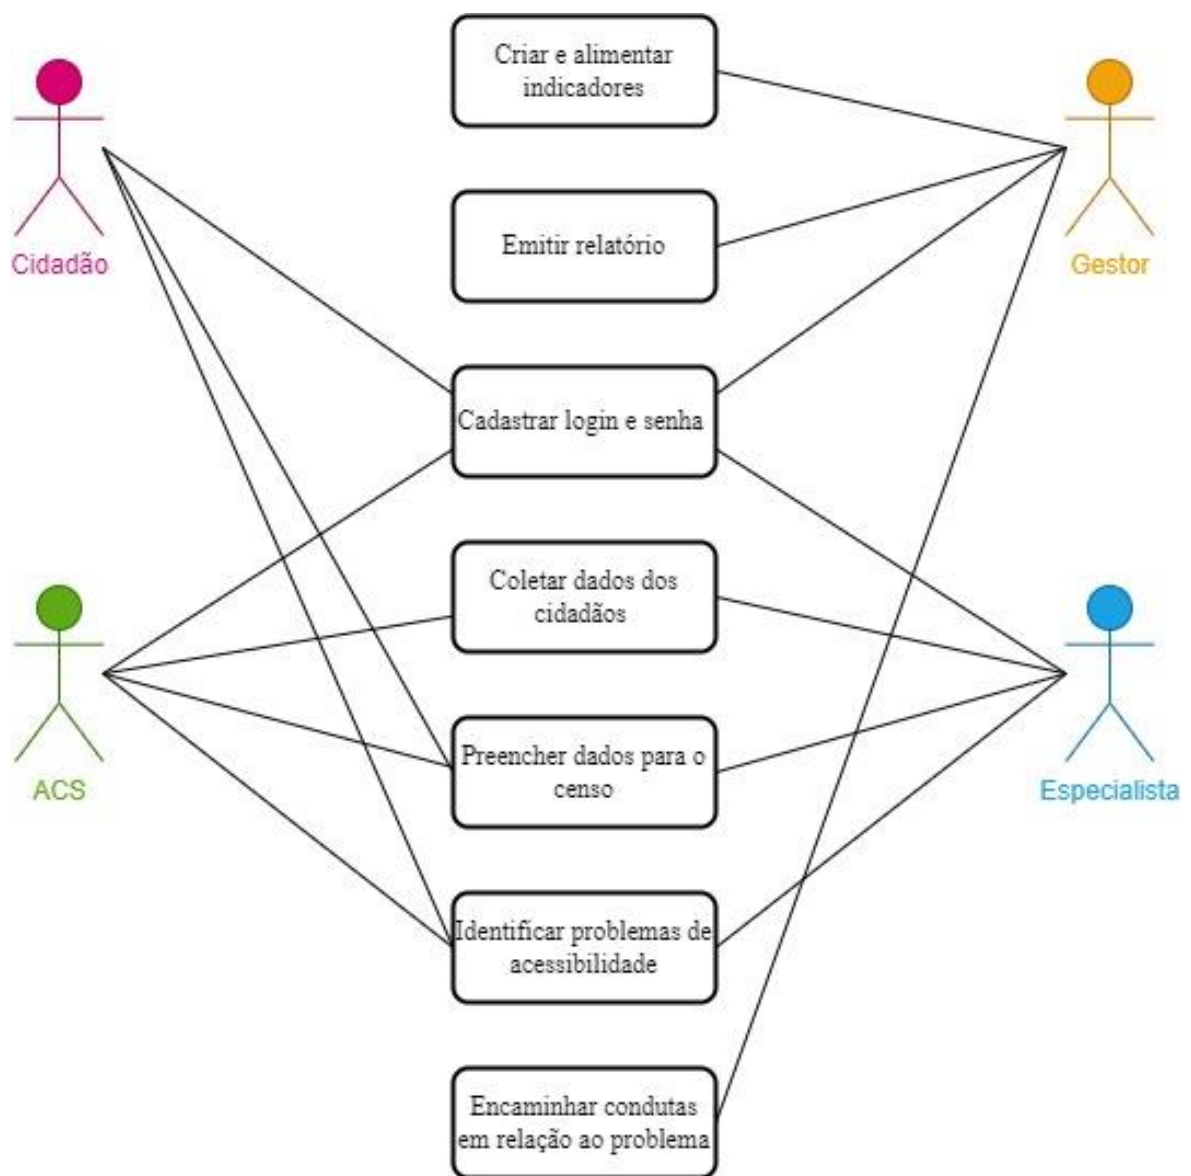 Criar e alimentar
indicadores
Cidadão
Emitir relatório
Gestor
Cadastrar login e senha
Coletar dados dos
cidadãos
ACS
Preencher dados para o
censo
Especialista
Identificar problemas de
acessibilidade
Encaminhar condutas
em relação ao problema